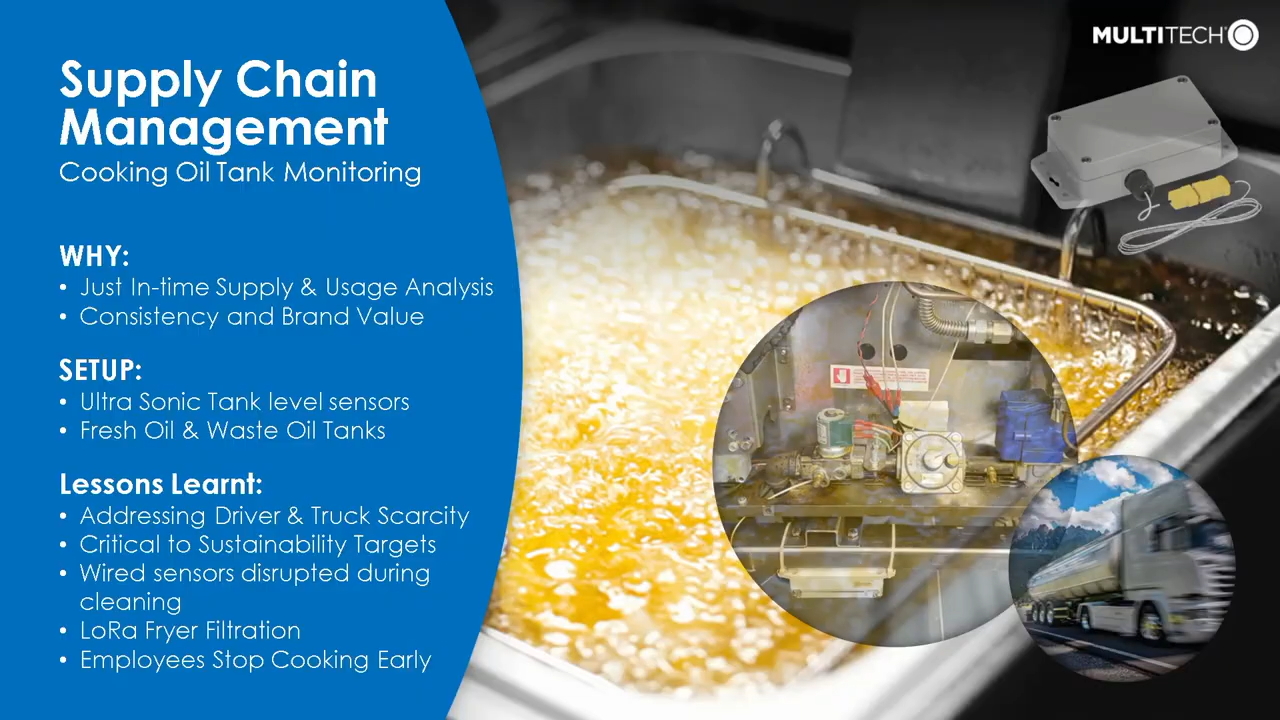 MULTITECH
Supply Chain
Management
Cooking Oil Tank Monitoring
WHY:
• Just In-time Supply & Usage Analysis
• Consistency and Brand Value
SETUP:
• Ultra Sonic Tank level sensors
• Fresh Oil & Waste Oil Tanks
Lessons Learnt:
• Addressing Driver & Truck Scarcity
• Critical to Sustainability Targets
• Wired sensors disrupted during
cleaning
• LoRa Fryer Filtration
• Employees Stop Cooking Early